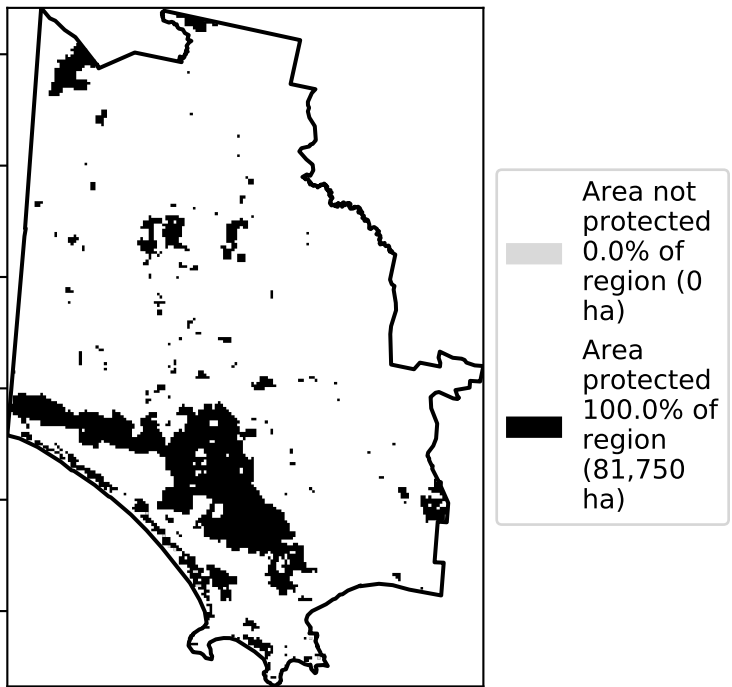 Area not
protected
0.0% of
region (0
ha)
Area
protected
100.0% of
region
(81,750
ha)